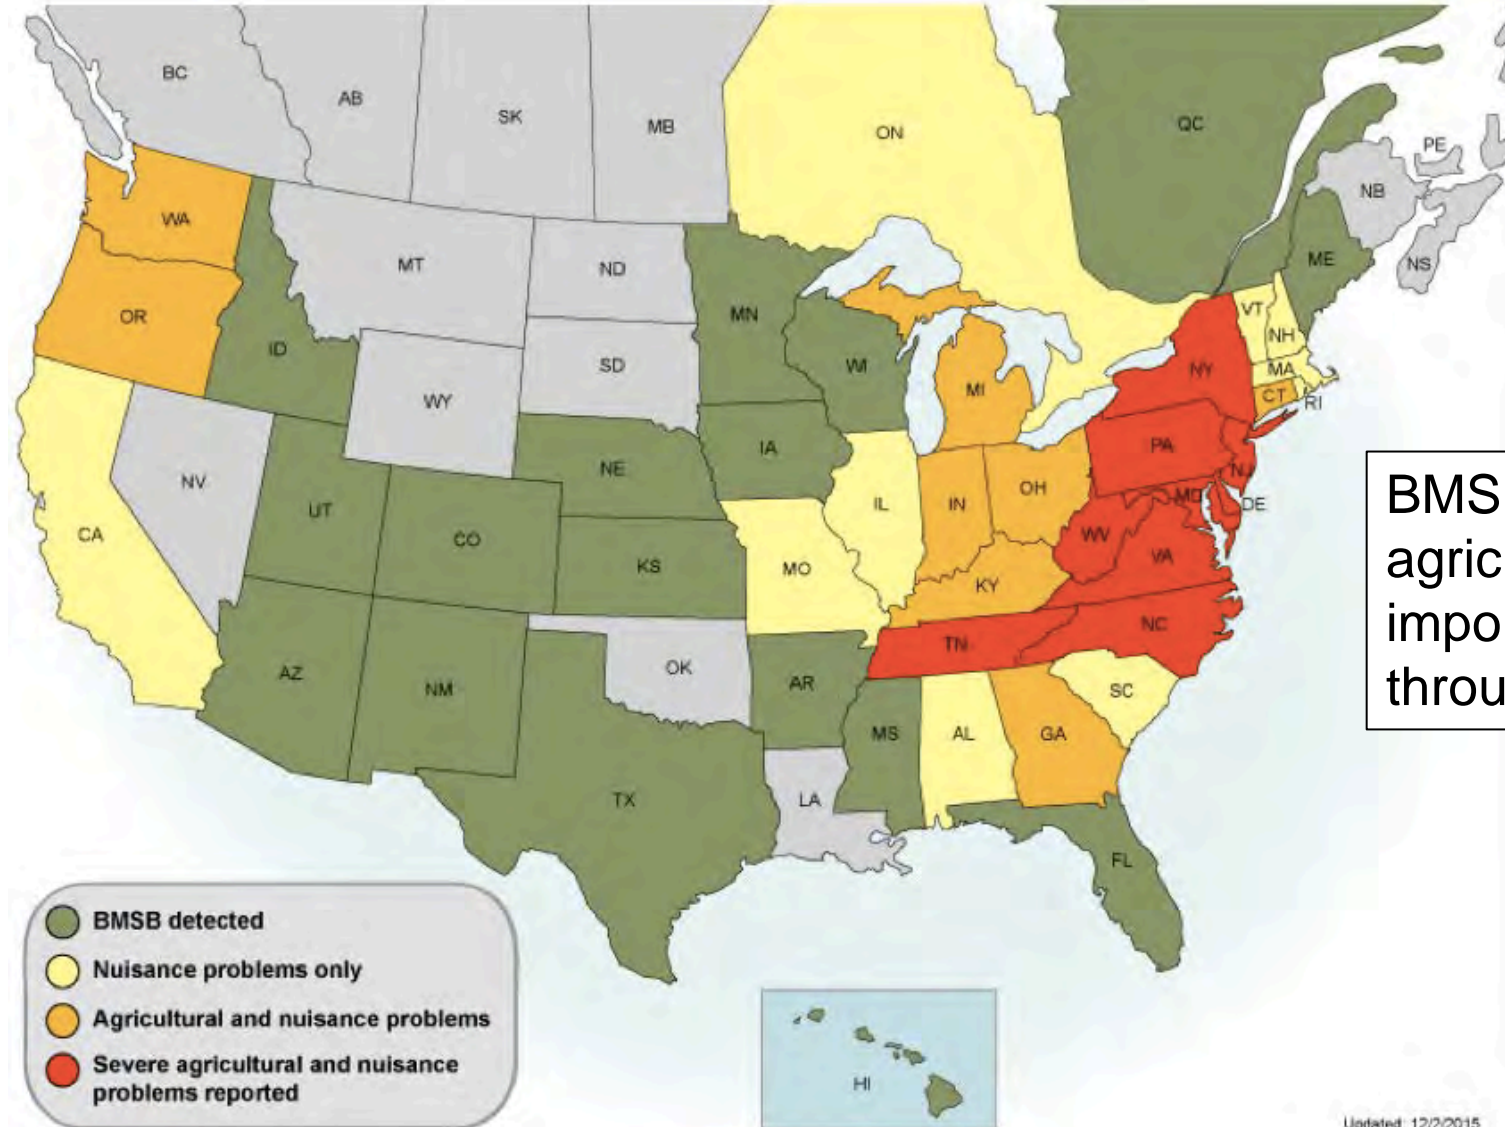 BC
AB
SK
MB
ON
QC
PE
NB
NS
ME
WA
MT
ND
MN
OR
ID
SD
WI
MI
VT
NH
NY
MA
CT
RI
WY
IA
NE
PA
NJ
NV
UT
CO
IL
IN
OH
MD
DE
CA
KS
MO
WV
VA
KY
NC
TN
AZ
NM
OK
AR
SC
MS
AL
GA
TX
LA
FL
HI
BMS
agric
impo
throu
BMSB detected
Nuisance problems only
Agricultural and nuisance problems
Severe agricultural and nuisance
problems reported
Updated: 12/2/2015